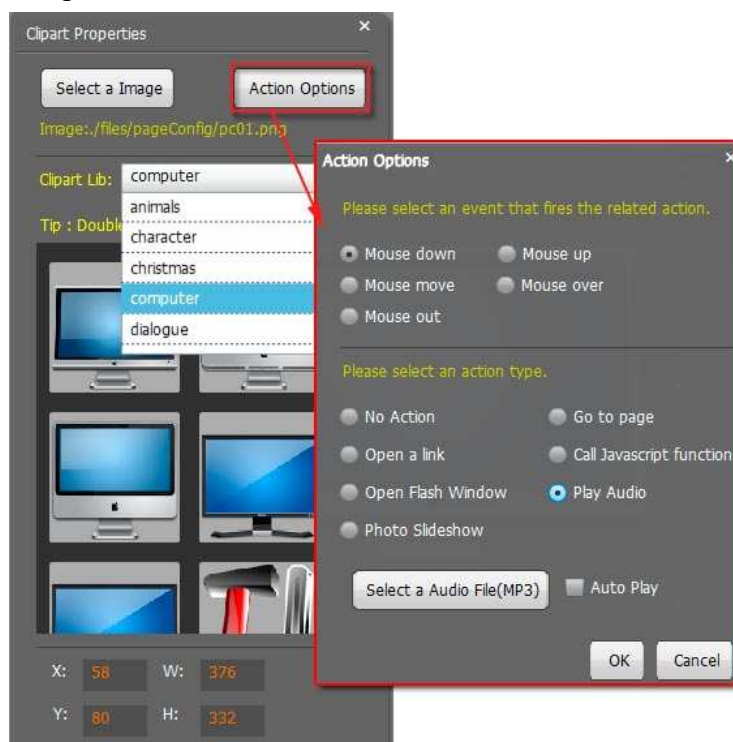 Clipart Properties
Select a Image
Action Options
Image:./files/pageConfig/pc01.png
Clipart Lib:
computer
animals
character
christmas
computer
dialogue
Tip : Double
Action Options
Please select an event that fires the related action.
Mouse down
Mouse up
Mouse move
Mouse over
Mouse out
Please select an action type.
No Action
Go to page
Open a link
Call Javascript function
Open Flash Window
Play Audio
Photo Slideshow
Select a Audio File(MP3)
Auto Play
OK
Cancel
X: 58
W: 376
Y: 80
H: 332